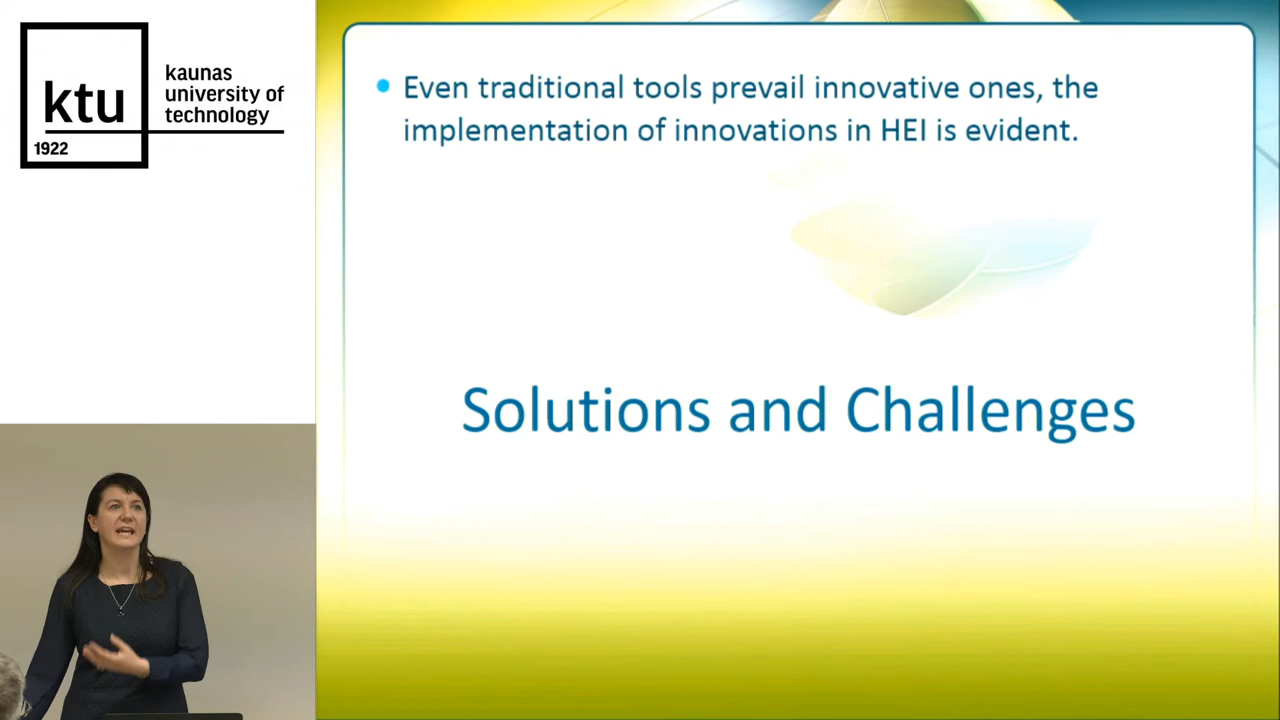 ktu
1922
kaunas
university of
technology
• Even traditional tools prevail innovative ones, the
implementation of innovations in HEI is evident.
Solutions and Challenges